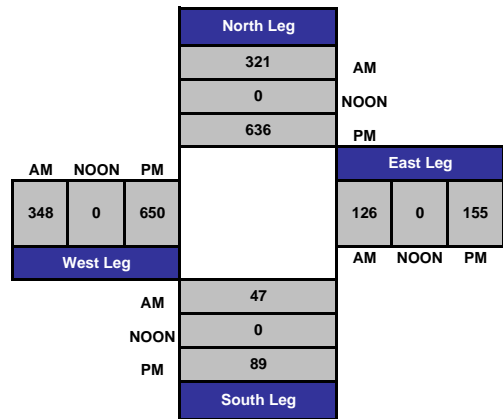 North Leg
321 AM
0 NOON
636 PM
AM NOON PM East Leg
348 0 650 126 0 155
West Leg AM NOON PM
AM 47
NOON 0
PM 89
South Leg